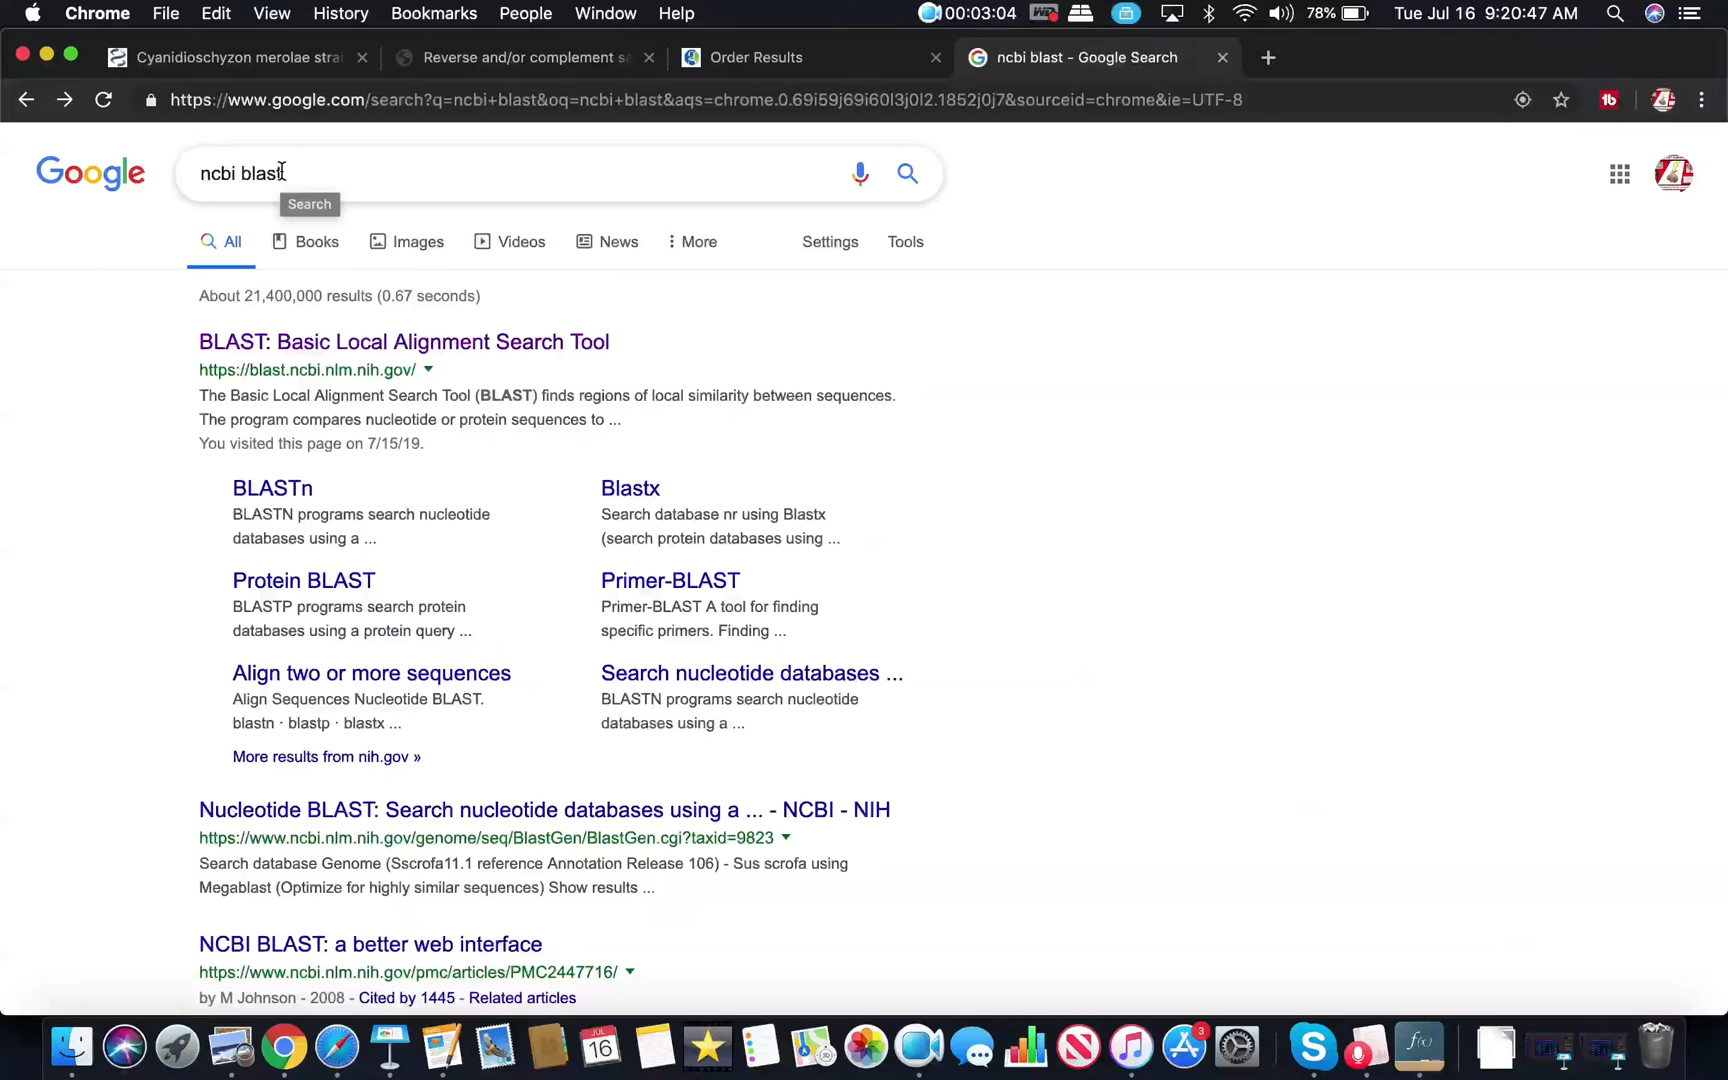 Chrome File Edit View History Bookmarks People Window Help 00:03:04 78% Tue Jul 16 9:20:47 AM
Cyanidioschyzon merolae strai Reverse and/or complement se Order Results ncbi blast - Google Search
https://www.google.com/search?q=ncbi+blast&oq=ncbi+blast&aqs=chrome.0.69i59j69i60l3j0l2.1852j0j7&sourceid=chrome&ie=UTF-8
Google ncbi blast
Search
All Books Images Videos News More Settings Tools
About 21,400,000 results (0.67 seconds)
BLAST: Basic Local Alignment Search Tool
https://blast.ncbi.nlm.nih.gov/
The Basic Local Alignment Search Tool (BLAST) finds regions of local similarity between sequences.
The program compares nucleotide or protein sequences to ...
You visited this page on 7/15/19.
BLASTn Blastx
BLASTN programs search nucleotide Search database nr using Blastx
databases using a ... (search protein databases using ...
Protein BLAST Primer-BLAST
BLASTP programs search protein Primer-BLAST A tool for finding
databases using a protein query ... specific primers. Finding ...
Align two or more sequences Search nucleotide databases ...
Align Sequences Nucleotide BLAST. BLASTN programs search nucleotide
blastn · blastp · blastx ... databases using a ...
More results from nih.gov »
Nucleotide BLAST: Search nucleotide databases using a ... - NCBI - NIH
https://www.ncbi.nlm.nih.gov/genome/seq/BlastGen/BlastGen.cgi?taxid=9823
Search database Genome (Sscrofa11.1 reference Annotation Release 106) - Sus scrofa using
Megablast (Optimize for highly similar sequences) Show results ...
NCBI BLAST: a better web interface
https://www.ncbi.nlm.nih.gov/pmc/articles/PMC2447716/
by M Johnson - 2008 - Cited by 1445 - Related articles
JUL
16
3
f(x)